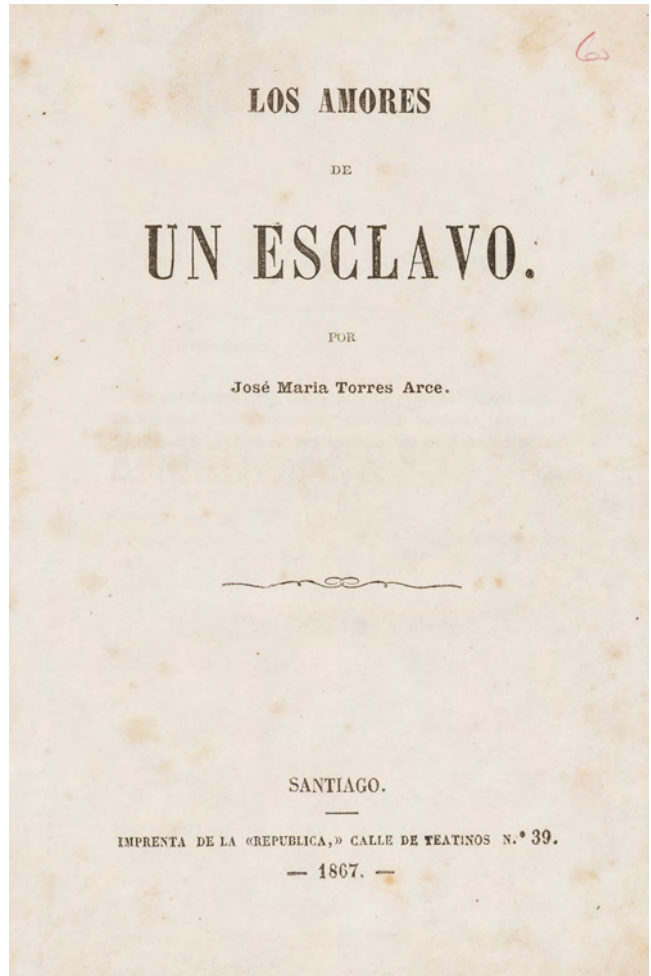 6
LOS AMORES
DE
UN ESCLAVO.
POR
José Maria Torres Arce.
SANTIAGO.
IMPRENTA DE LA «REPUBLICA,» CALLE DE TEATINOS N.º 39.
— 1867. —